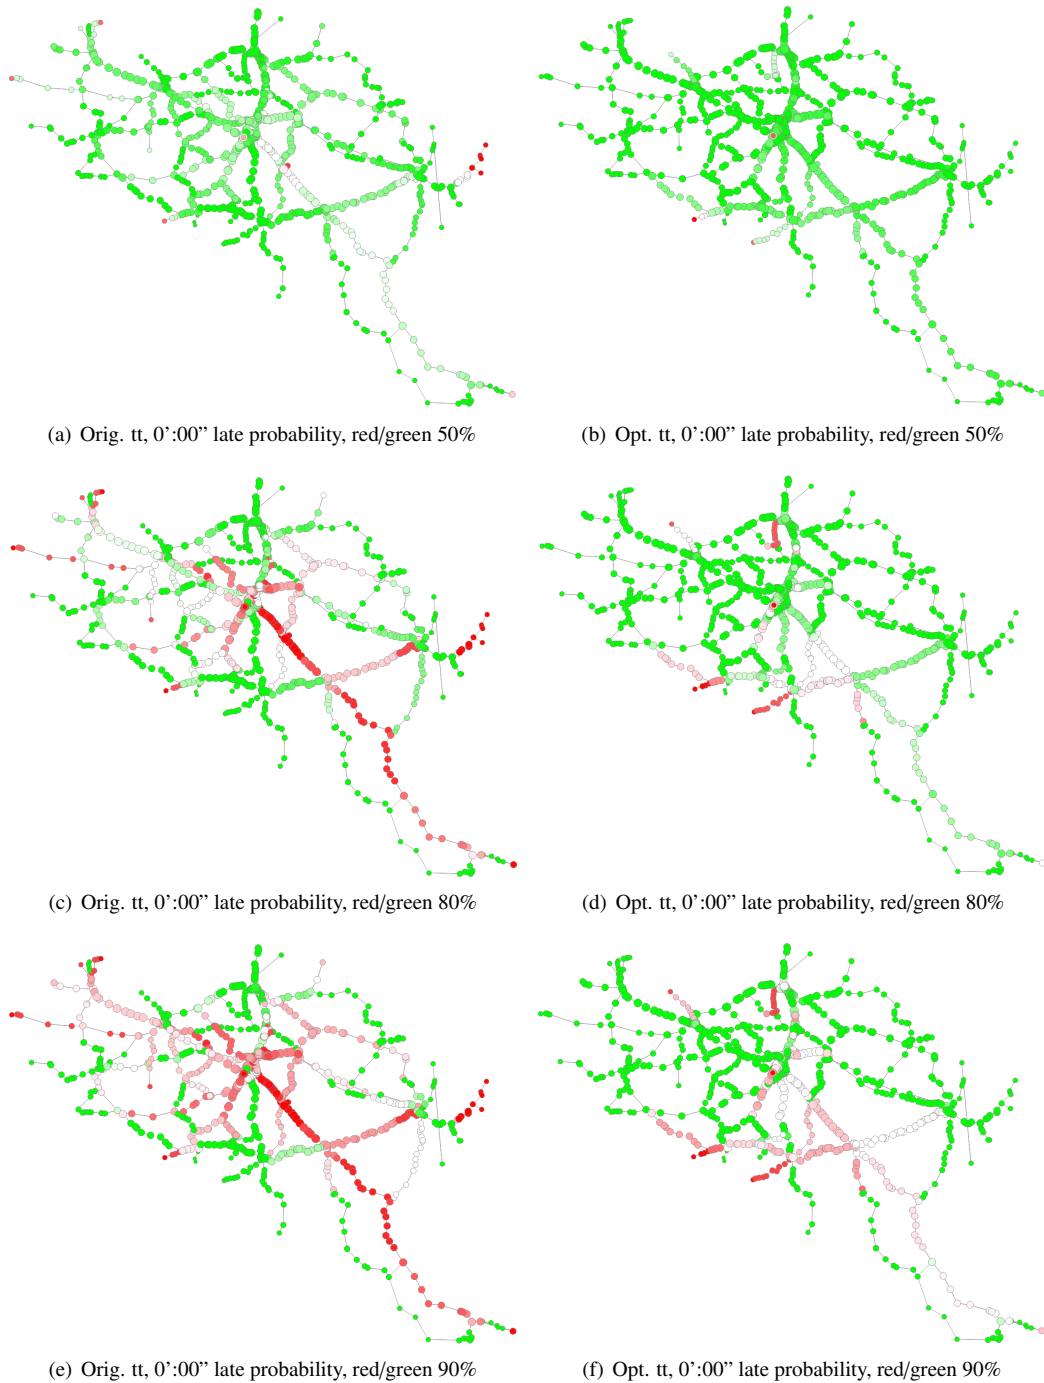 (a) Orig. tt, 0':00” late probability, red/green 50%
(b) Opt. tt, 0':00” late probability, red/green 50%
(c) Orig. tt, 0':00” late probability, red/green 80%
(d) Opt. tt, 0':00” late probability, red/green 80%
(e) Orig. tt, 0':00” late probability, red/green 90%
(f) Opt. tt, 0':00” late probability, red/green 90%